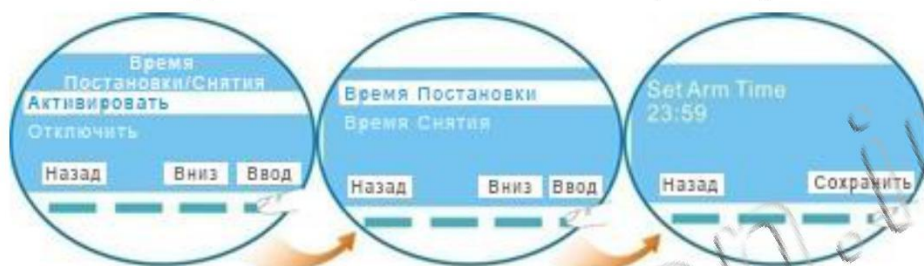 Время
Постановки/Снятия
Активировать
Отключить
Назад Вниз Ввод
Время Постановки
Время Снятия
Назад Вниз Ввод
Set Arm Time
23:59
Назад Сохранить